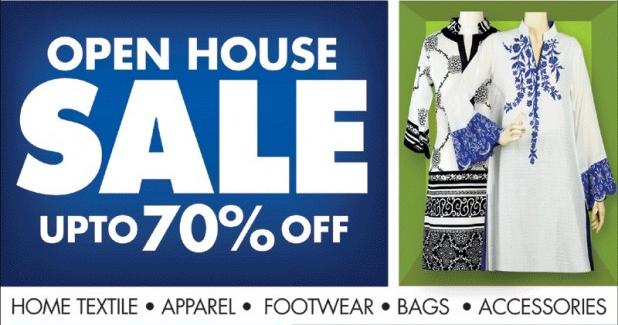 OPEN HOUSE
SALE
UPTO 70% OFF
HOME TEXTILE • APPAREL • FOOTWEAR • BAGS • ACCESSORIES